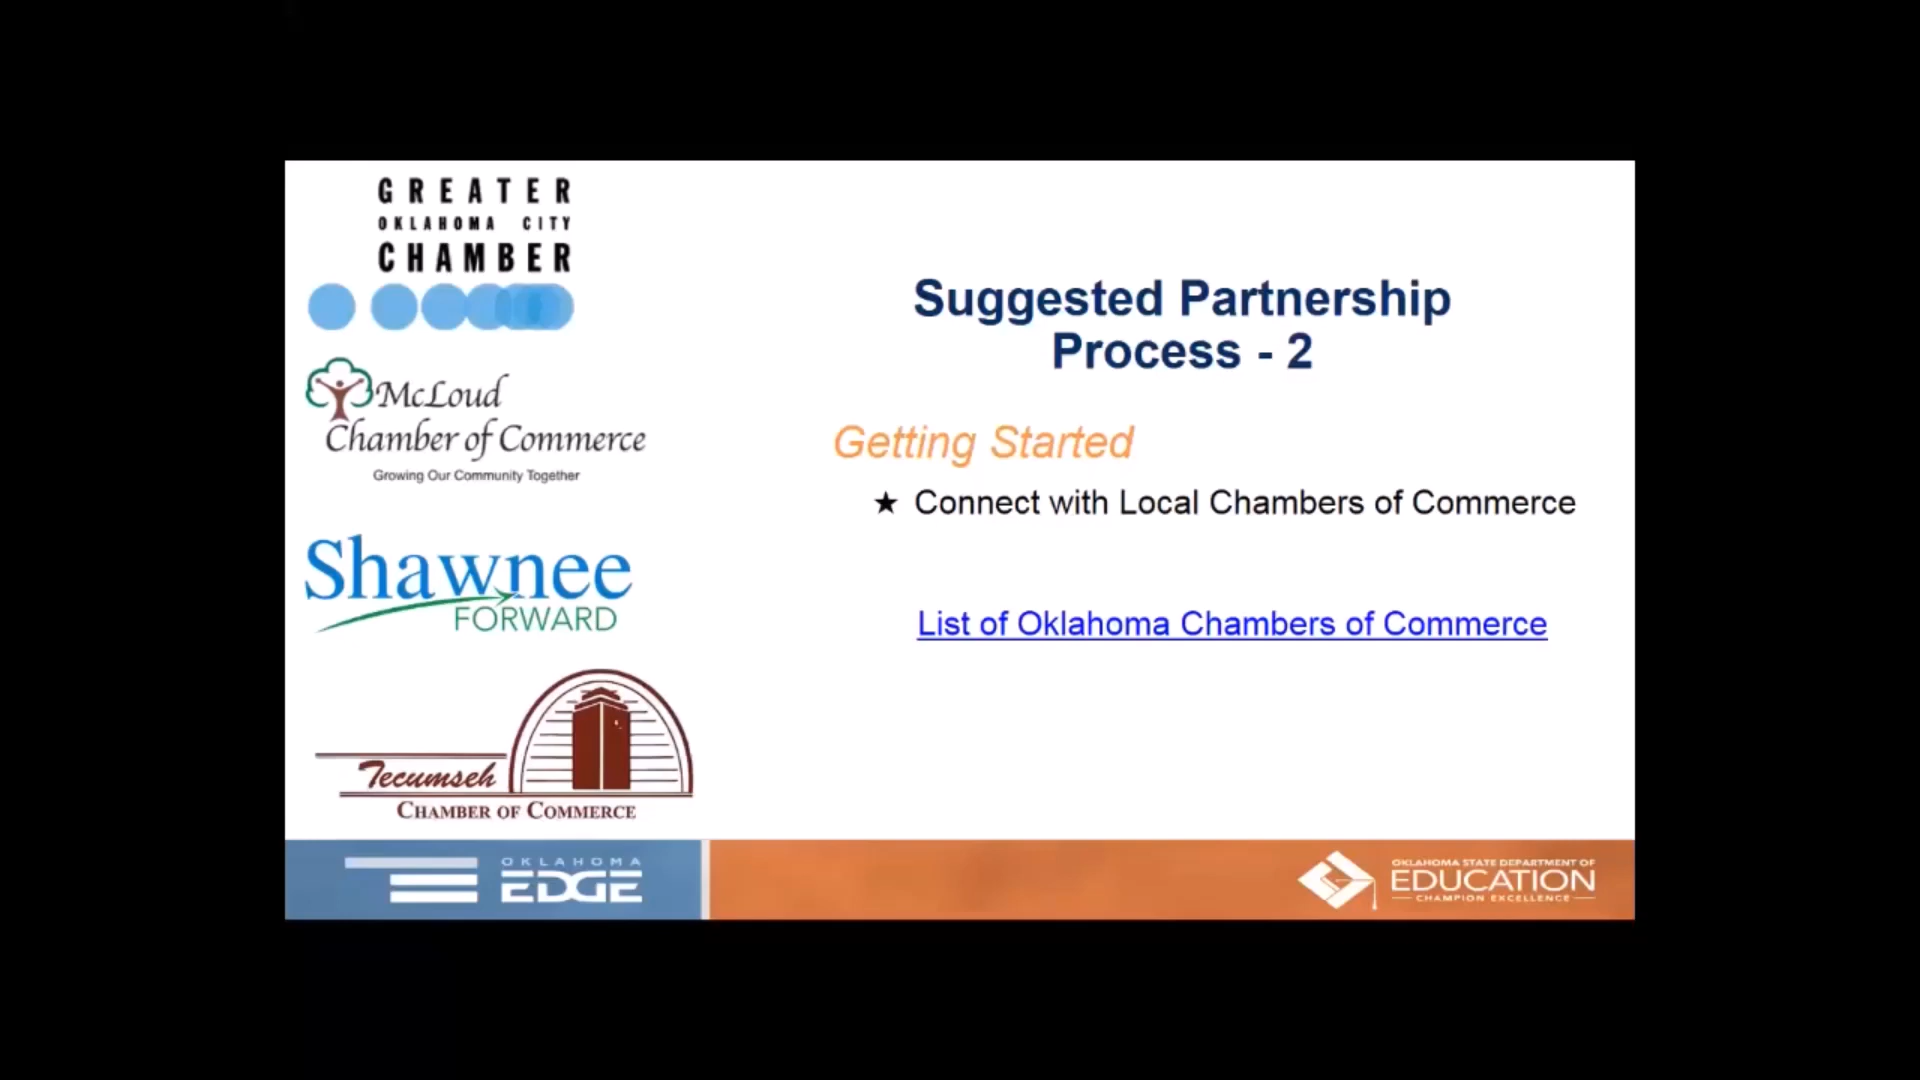 GREATER
OKLAHOMA CITY
CHAMBER
McLoud
Chamber of Commerce
Growing Our Community Together
Shawnee
FORWARD
Tecumseh
CHAMBER OF COMMERCE
Suggested Partnership
Process - 2
Getting Started
★ Connect with Local Chambers of Commerce
List of Oklahoma Chambers of Commerce
OKLAHOMA
EDGE
OKLAHOMA STATE DEPARTMENT OF
EDUCATION
CHAMPION EXCELLENCE